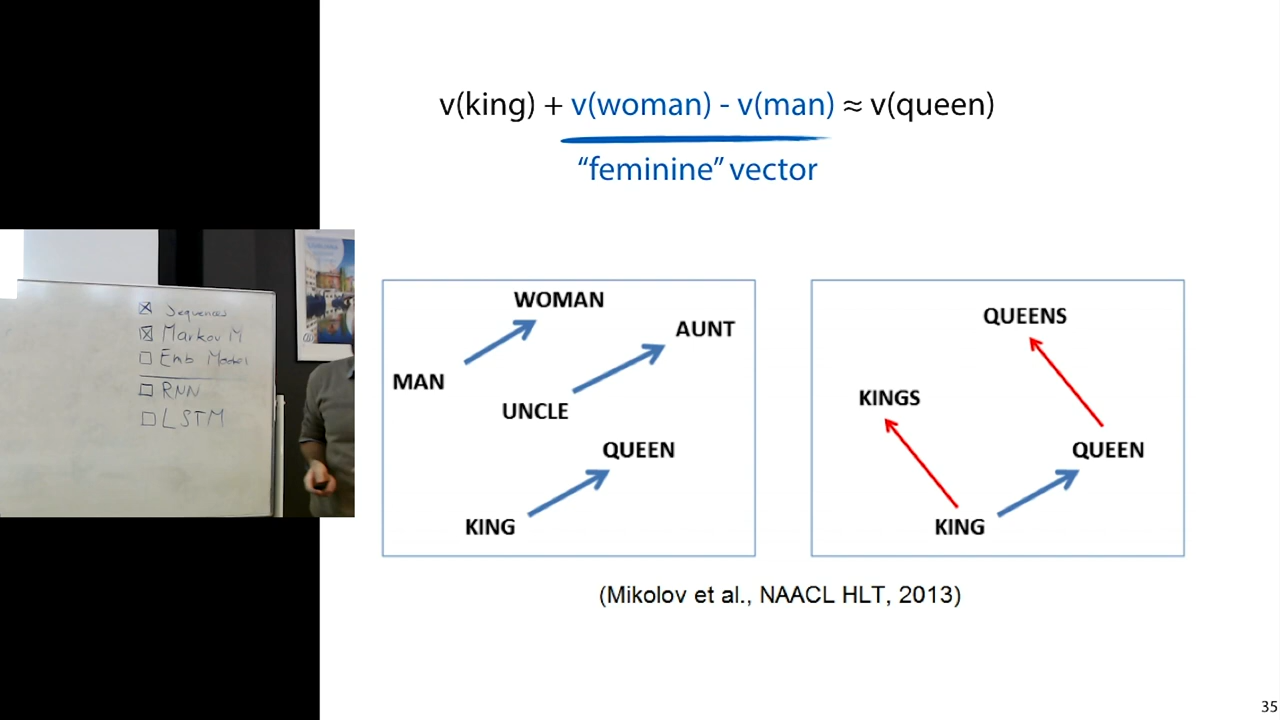 v(king) + v(woman) - v(man) ≈ v(queen)
“feminine” vector
Sequences
Markov M
Emb Model
RNN
LSTM
WOMAN
AUNT
MAN
UNCLE
QUEEN
KING
QUEENS
KINGS
QUEEN
KING
(Mikolov et al., NAACL HLT, 2013)
35